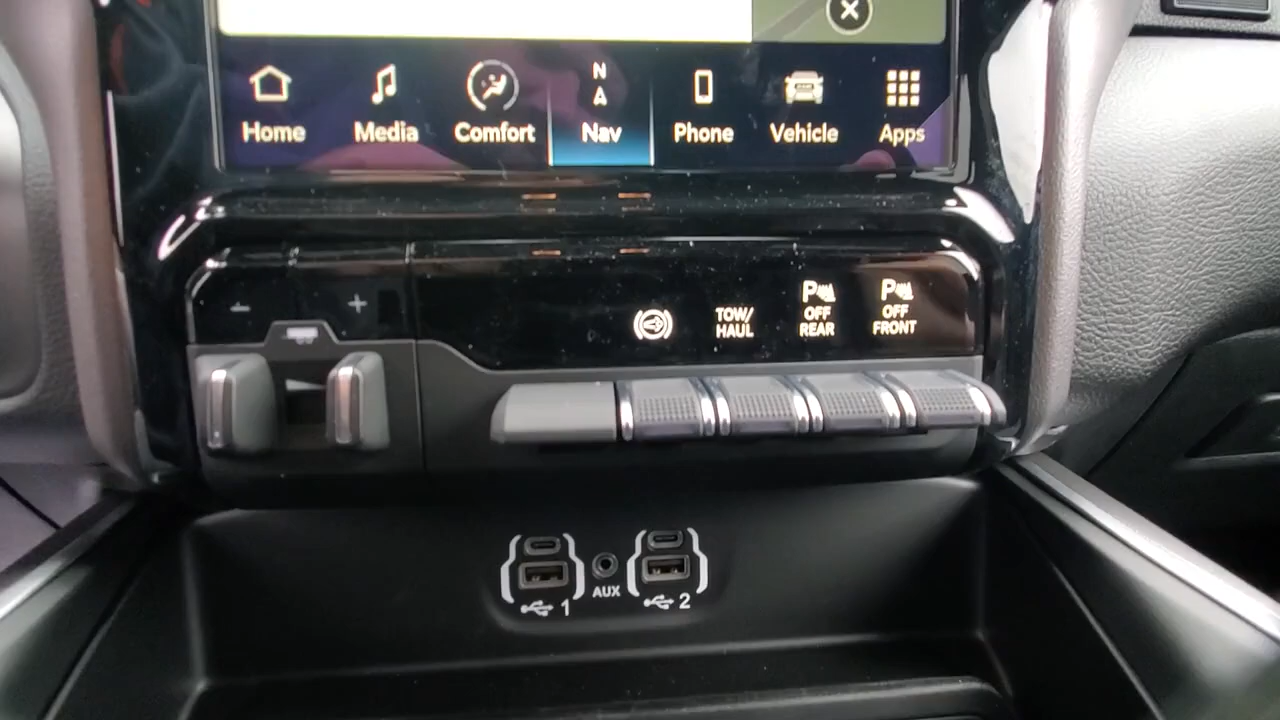 N
A
Home Media Comfort Nav Phone Vehicle Apps
- +
TOW/
HAUL
P
OFF
REAR
P
OFF
FRONT
AUX
1 2